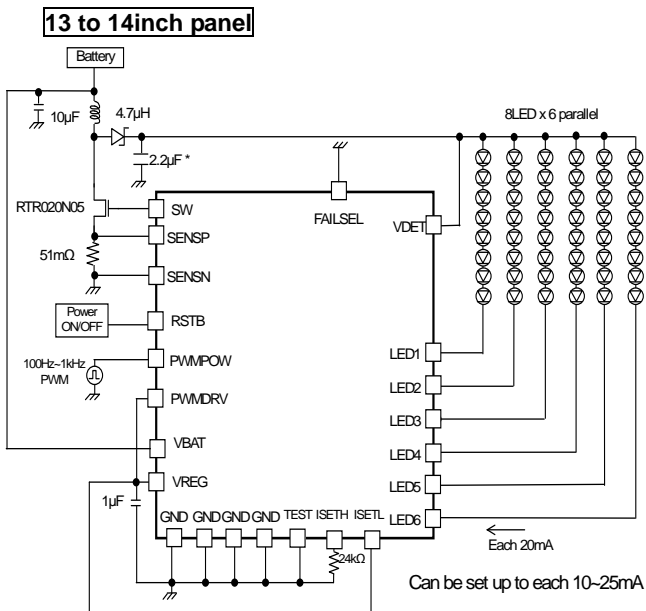 13 to 14inch panel
Battery
10µF
4.7µH
8LED x 6 parallel
2.2µF *
RTR020N05
SW
FAILSEL
SENSP
VDET
51mΩ
SENSN
Power
ON/OFF
RSTB
LED1
100Hz~1kHz
PWM
PWMPOW
LED2
PWMDRV
LED3
VBAT
LED4
VREG
LED5
1µF
GND GND GND GND TEST ISETH ISETL
LED6
24kΩ
Each 20mA
Can be set up to each 10~25mA